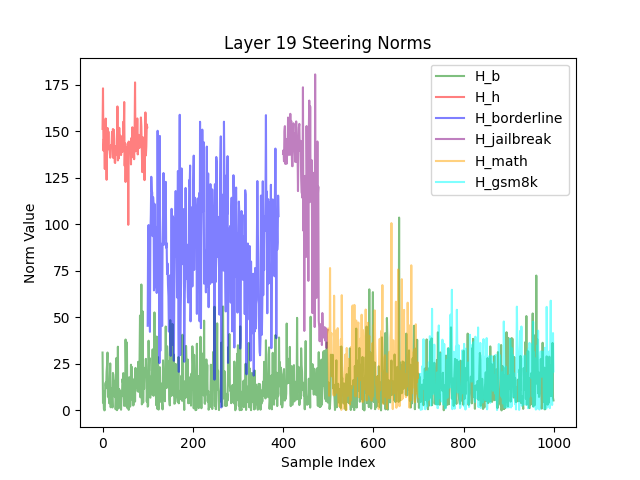 Layer 19 Steering Norms
H_b
H_h
H_borderline
H_jailbreak
H_math
H_gsm8k
Norm Value
175
150
125
100
75
50
25
0
0 200 400 600 800 1000
Sample Index